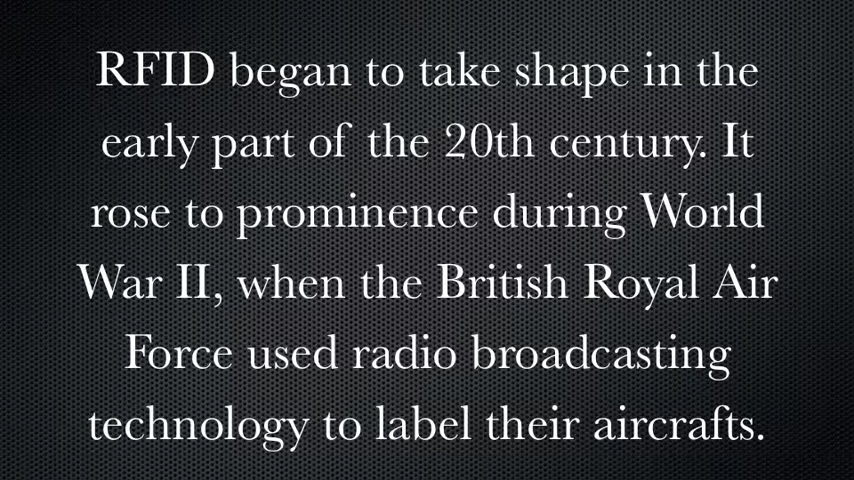 RFID began to take shape in the
early part of the 20th century. It
rose to prominence during World
War II, when the British Royal Air
Force used radio broadcasting
technology to label their aircrafts.